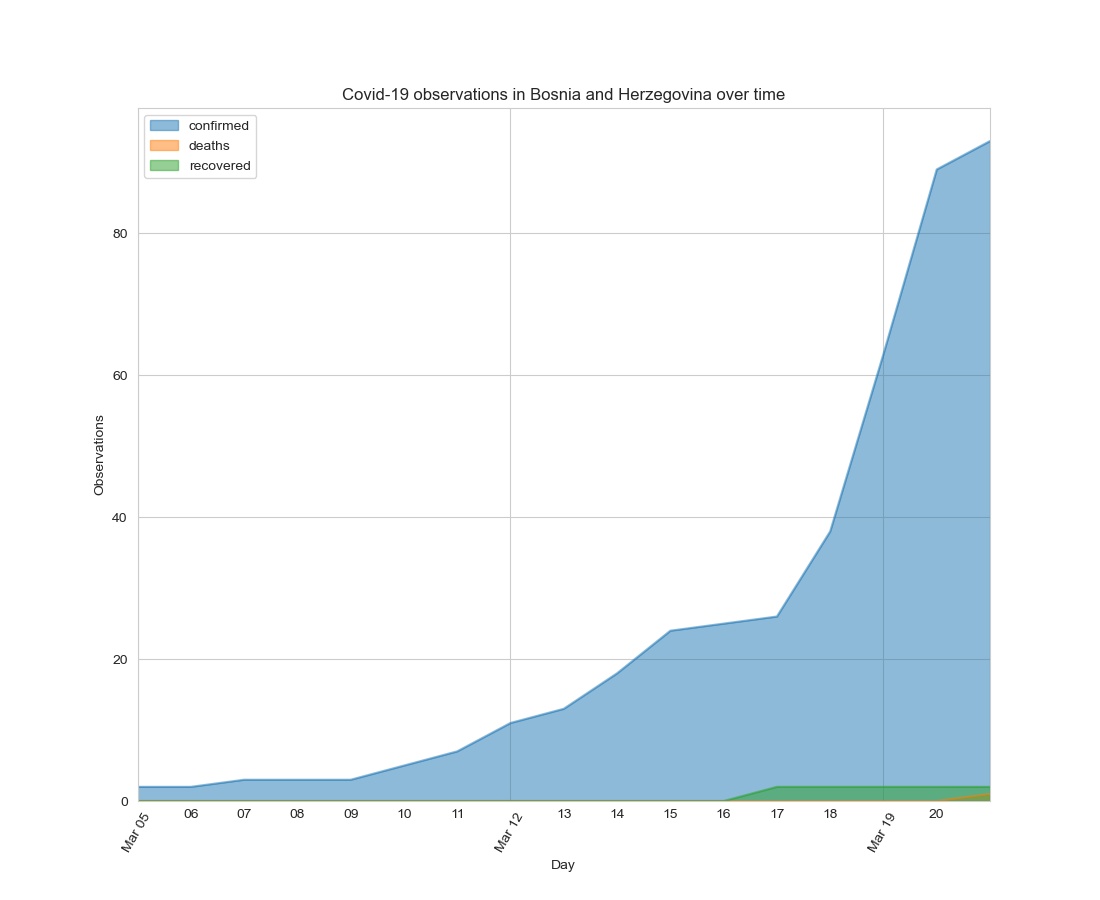 Covid-19 observations in Bosnia and Herzegovina over time
confirmed
deaths
recovered
80
60
40
20
0
Observations
Mar 05
06
07
08
09
10
11
Mar 12
13
14
15
16
17
18
Mar 19
20
Day